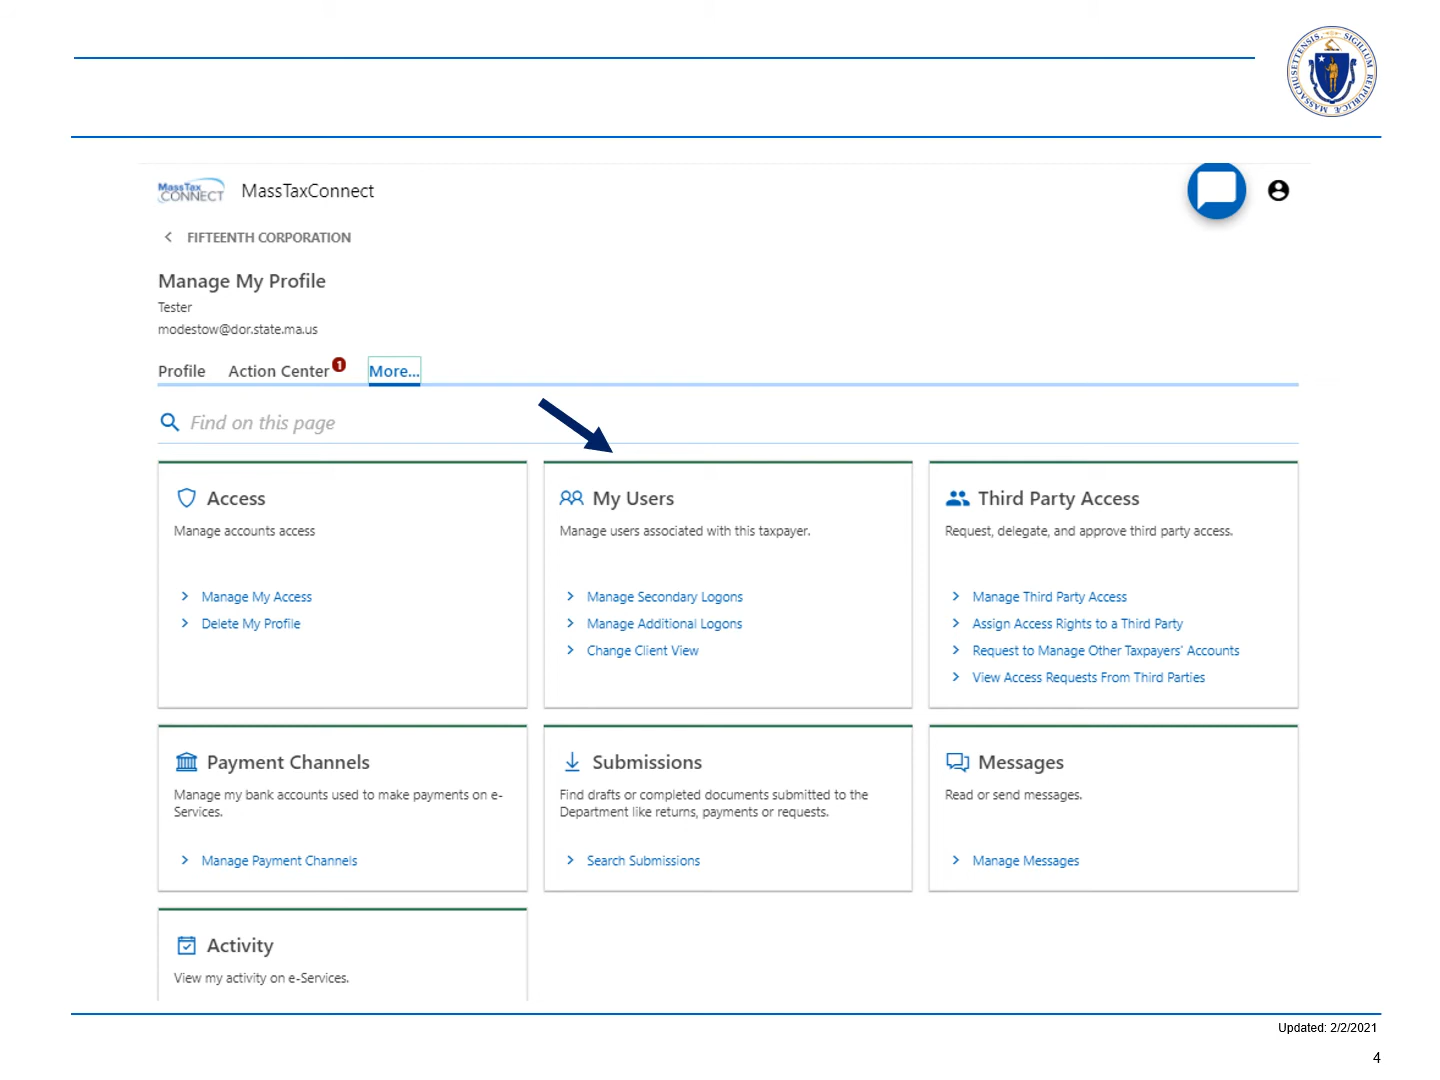 SIGILLUM REIPUBLICÆ MASSACHUSETTENSIS
MassTax
CONNECT
MassTaxConnect
FIFTEENTH CORPORATION
Manage My Profile
Tester
modestow@dor.state.ma.us
Profile Action Center 1 More...
Find on this page
Access
Manage accounts access
Manage My Access
Delete My Profile
My Users
Manage users associated with this taxpayer.
Manage Secondary Logons
Manage Additional Logons
Change Client View
Third Party Access
Request, delegate, and approve third party access.
Manage Third Party Access
Assign Access Rights to a Third Party
Request to Manage Other Taxpayers' Accounts
View Access Requests From Third Parties
Payment Channels
Manage my bank accounts used to make payments on e-
Services.
Manage Payment Channels
Submissions
Find drafts or completed documents submitted to the
Department like returns, payments or requests.
Search Submissions
Messages
Read or send messages.
Manage Messages
Activity
View my activity on e-Services.
Updated: 2/2/2021
4